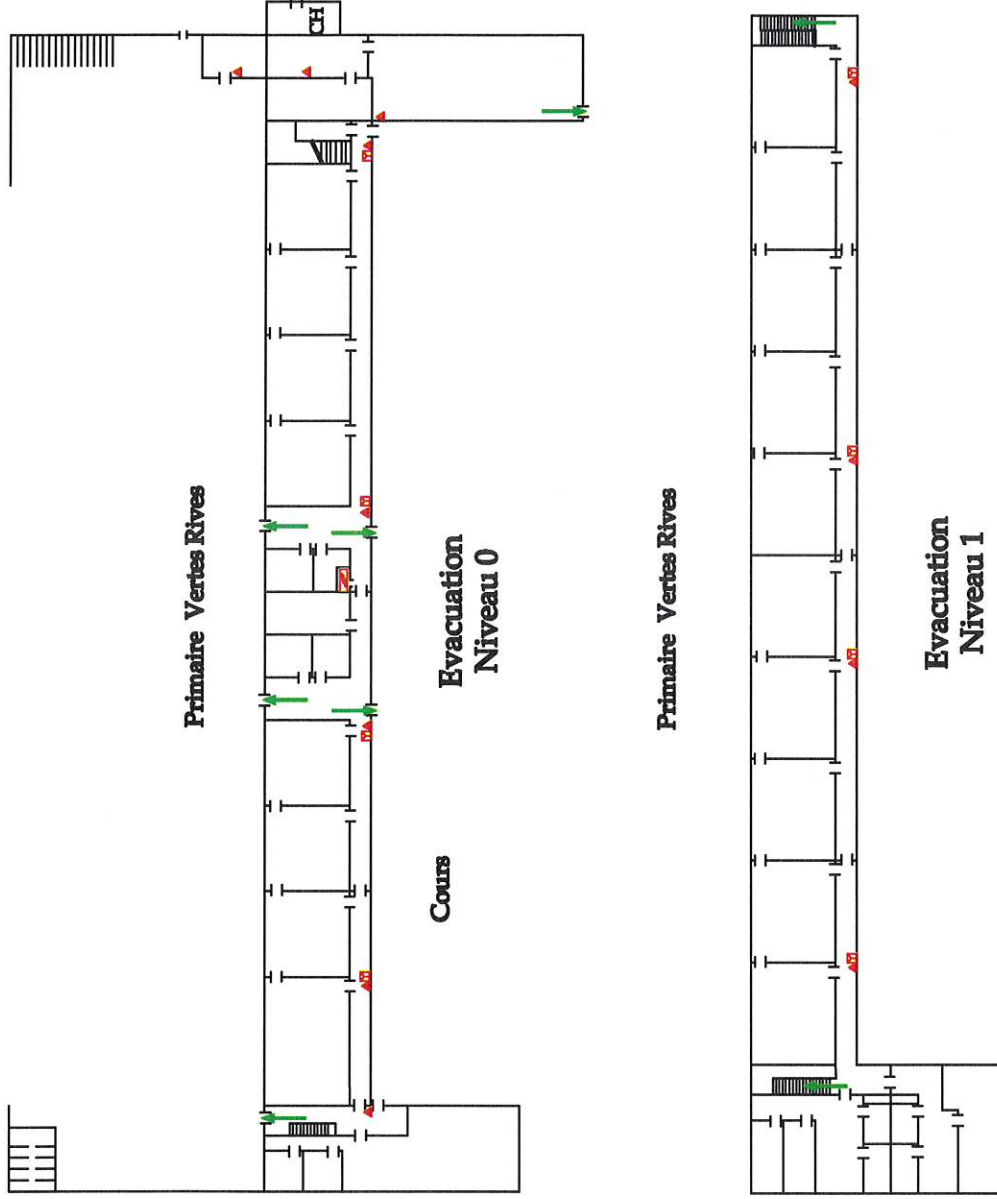 CH
Primaire Vertes Rives
Evacuation
Niveau 0
Cours
Primaire Vertes Rives
Evacuation
Niveau 1